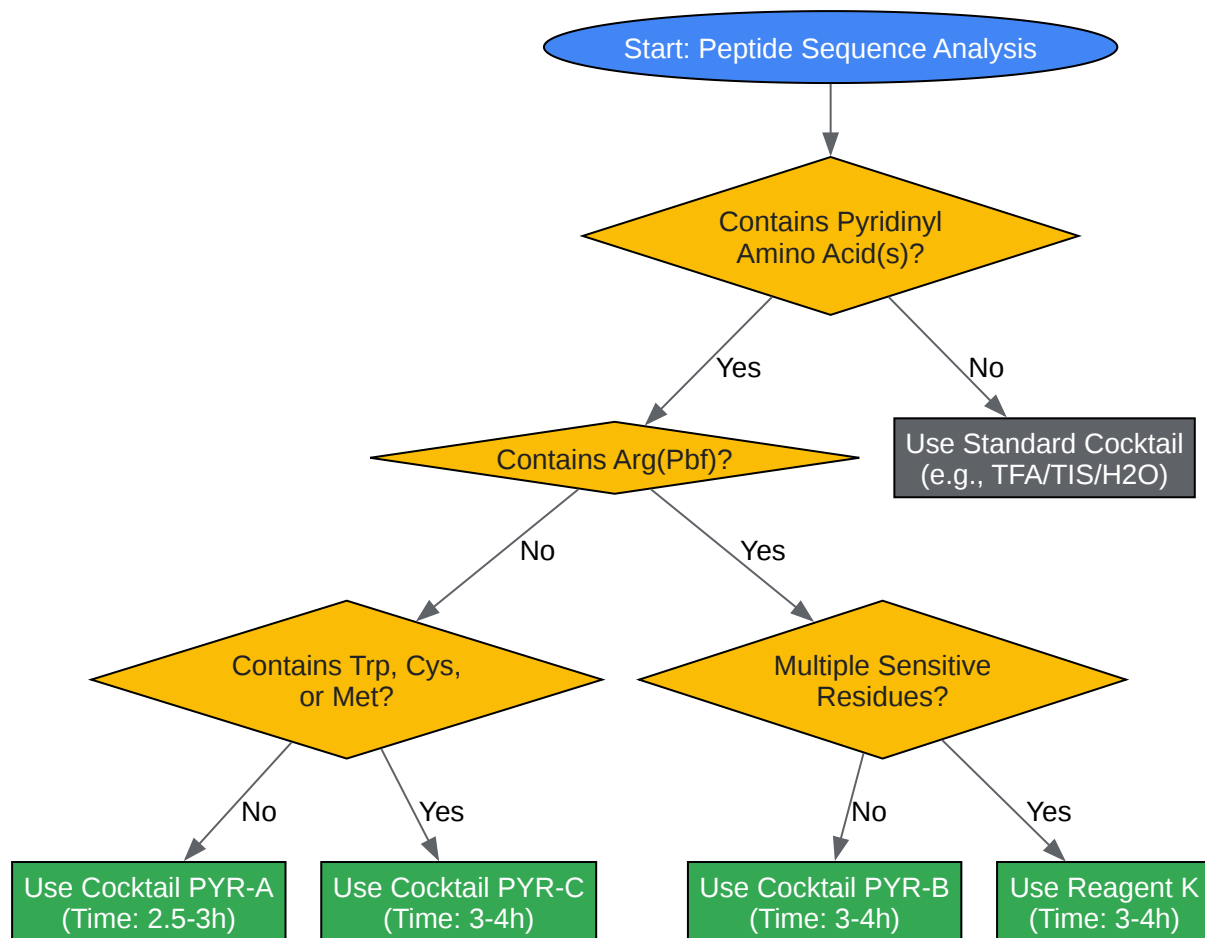 Start: Peptide Sequence Analysis
Contains Pyridinyl
Amino Acid(s)?
Yes
No
Contains Arg(Pbf)?
Use Standard Cocktail
(e.g., TFA/TIS/H2O)
No
Yes
Contains Trp, Cys,
or Met?
Multiple Sensitive
Residues?
No
Yes
No
Yes
Use Cocktail PYR-A
(Time: 2.5-3h)
Use Cocktail PYR-C
(Time: 3-4h)
Use Cocktail PYR-B
(Time: 3-4h)
Use Reagent K
(Time: 3-4h)